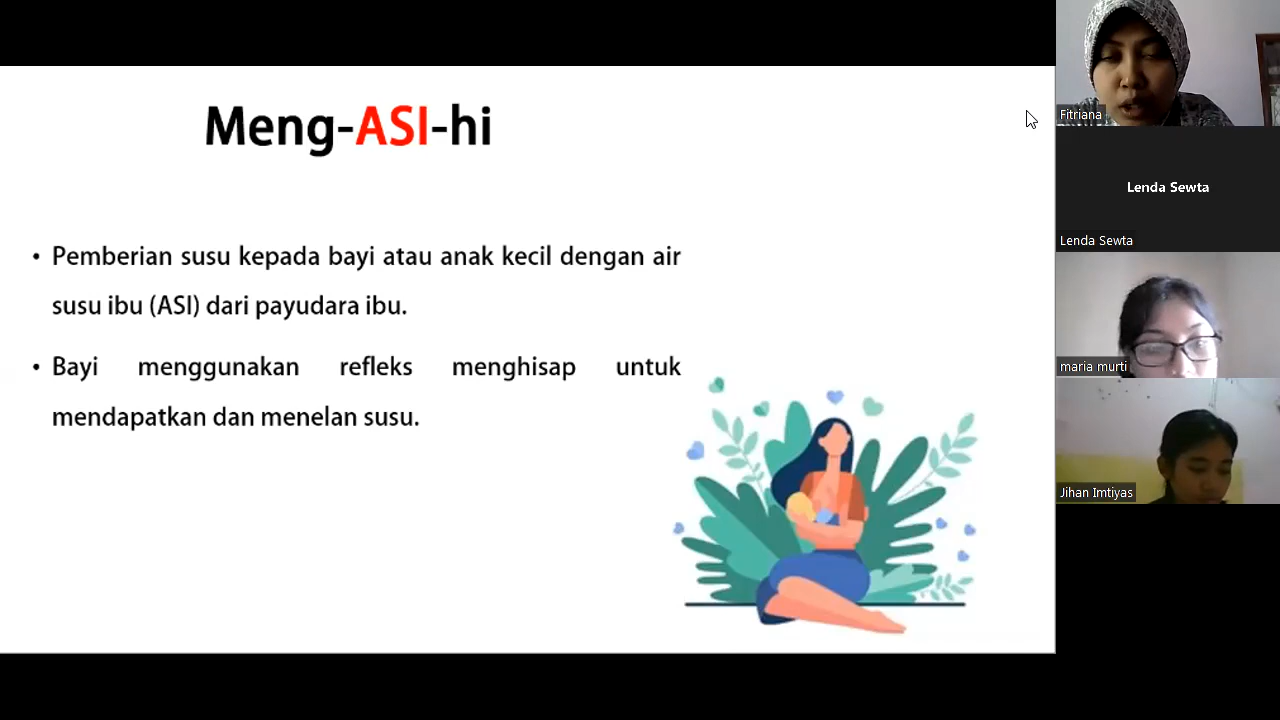 Meng-ASI-hi
• Pemberian susu kepada bayi atau anak kecil dengan air
susu ibu (ASI) dari payudara ibu.
• Bayi menggunakan refleks menghisap untuk
mendapatkan dan menelan susu.
Fitriana
Lenda Sewta
Lenda Sewta
maria murti
Jihan Imtiyas